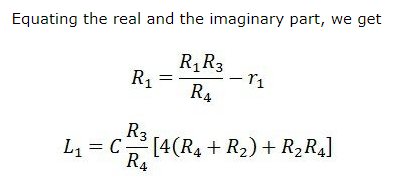 Equating the real and the imaginary part, we get
R₁ = R₁R₃/R₄ − r₁
L₁ = C R₃/R₄ [4(R₄ + R₂) + R₂R₄]